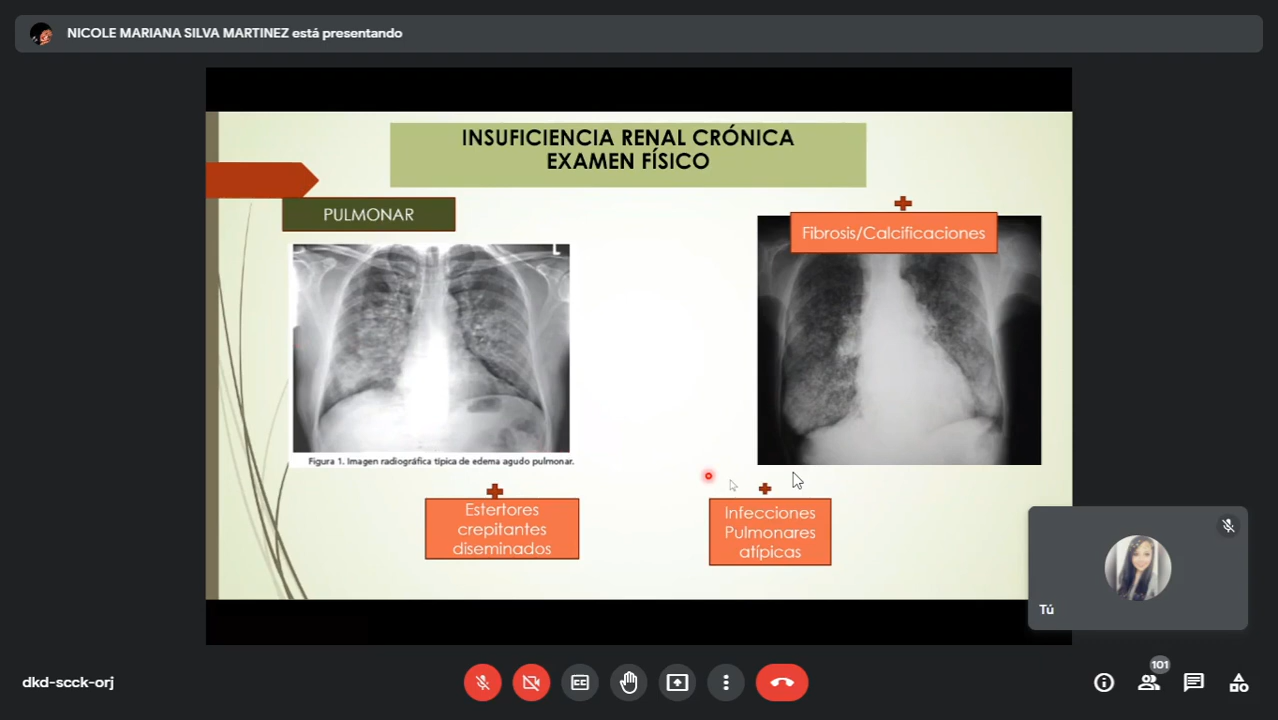 NICOLE MARIANA SILVA MARTINEZ está presentando
INSUFICIENCIA RENAL CRÓNICA
EXAMEN FÍSICO
PULMONAR
Fibrosis/Calcificaciones
L
Figura 1. Imagen radiográfica típica de edema agudo pulmonar.
Estertores
crepitantes
diseminados
Infecciones
Pulmonares
atípicas
Tú
dkd-scck-orj
CC
101